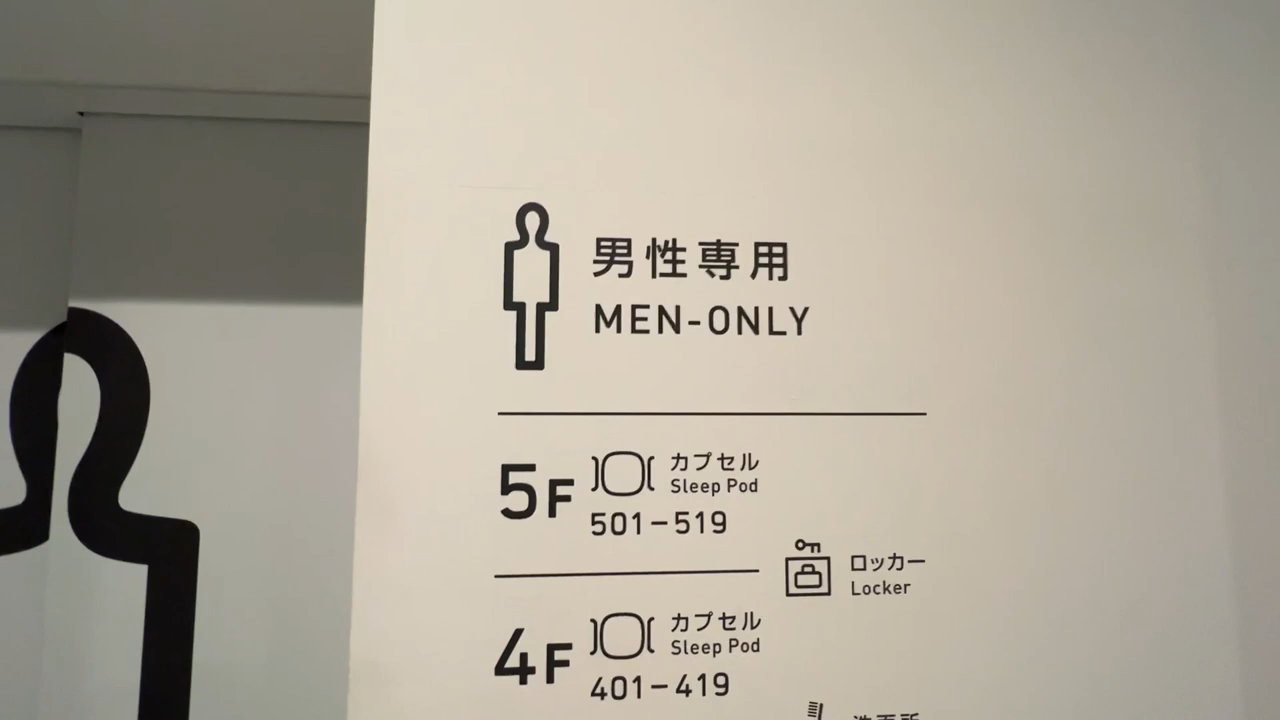 男性専用
MEN-ONLY
5F
カプセル
Sleep Pod
501-519
ロッカー
Locker
4F
カプセル
Sleep Pod
401-419